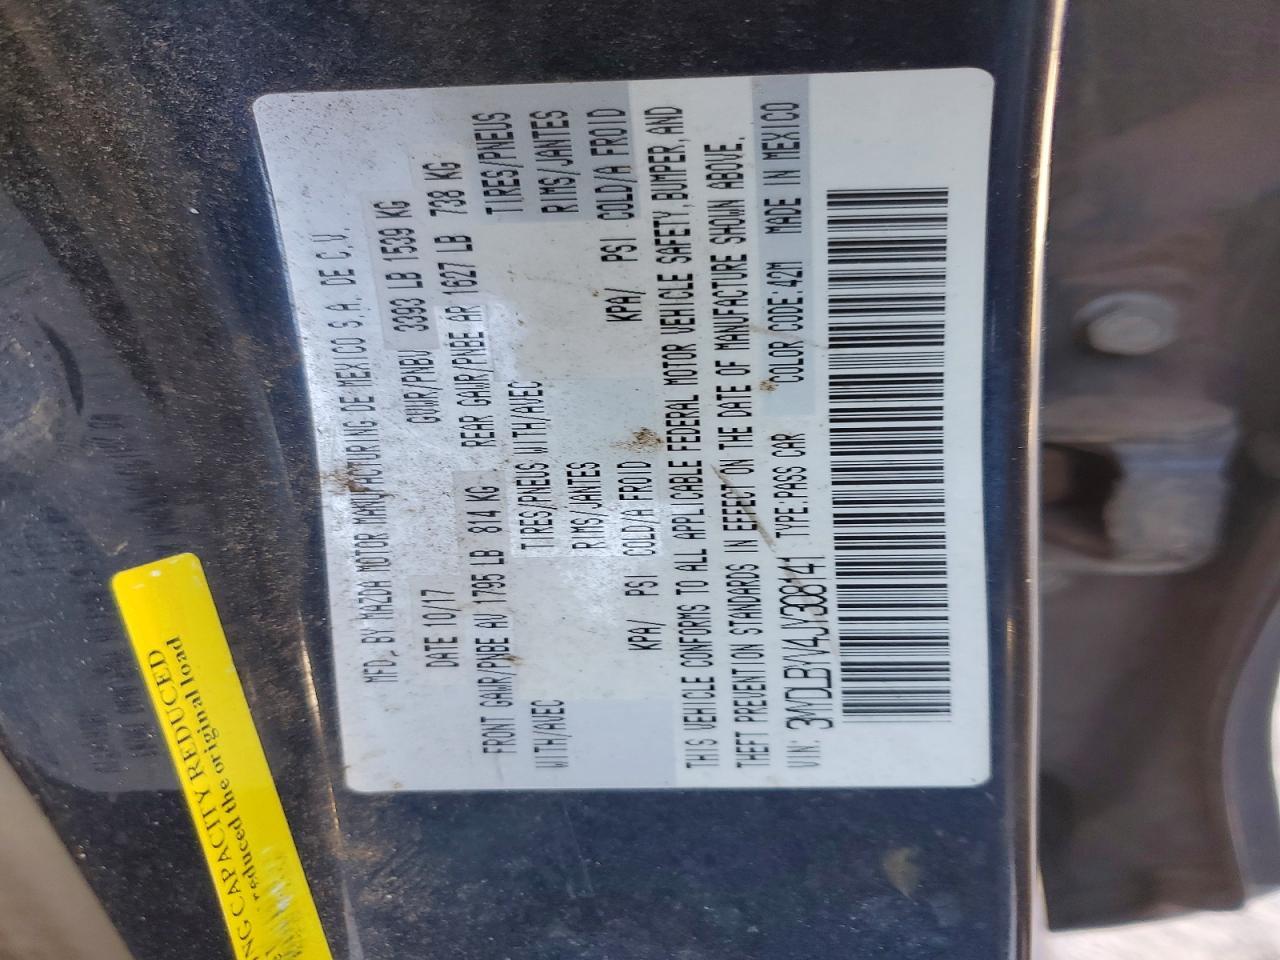 MFD, BY MAZDA MOTOR MANUFACTURING DE MEXICO S.A, DE C.V.
DATE 10/17 GVWR/PNBV 3393 LB 1539 KG
FRONT GAWR/PNBE AV 1795 LB 814 KG REAR GAWR/PNBE AR 1627 LB 738 KG
WITH/AVEC TIRES/PNEUS WITH/AVEC TIRES/PNEUS
RIMS/JANTES RIMS/JANTES
KPA/ PSI COLD/A FROID KPA/ PSI COLD/A FROID
THIS VEHICLE CONFORMS TO ALL APPLICABLE FEDERAL MOTOR VEHICLE SAFETY, BUMPER, AND
THEFT PREVENTION STANDARDS IN EFFECT ON THE DATE OF MANUFACTURE SHOWN ABOVE.
VIN: 3MYDLBYV4JY308141 TYPE:PASS CAR COLOR CODE:42M MADE IN MEXICO
NG CAPACITY REDUCED
reduced the original load